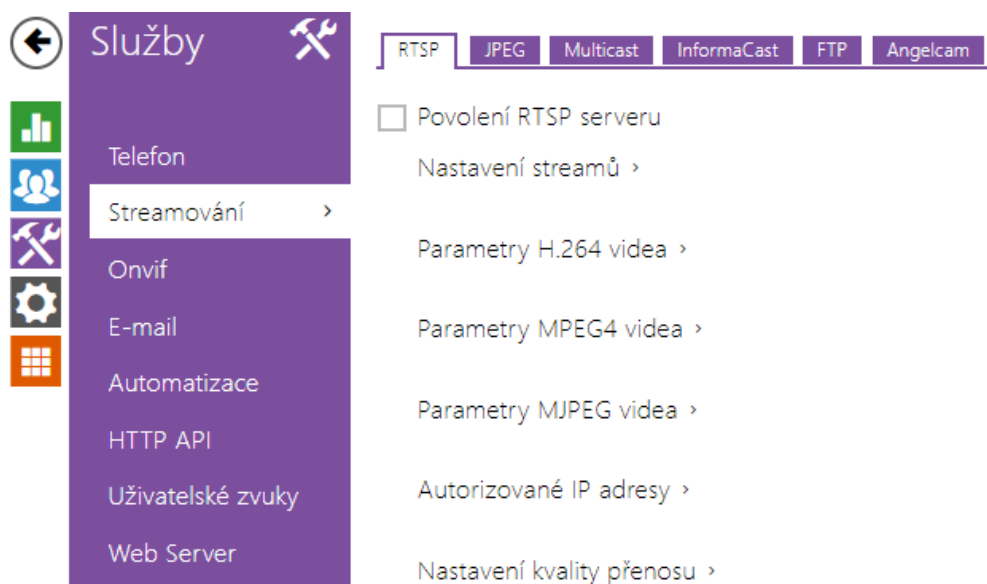 Služby
Telefon
Streamování
Onvif
E-mail
Automatizace
HTTP API
Uživatelské zvuky
Web Server
RTSP JPEG Multicast InformaCast FTP Angelcam
Povolení RTSP serveru
Nastavení streamů
Parametry H.264 videa
Parametry MPEG4 videa
Parametry MJPEG videa
Autorizované IP adresy
Nastavení kvality přenosu